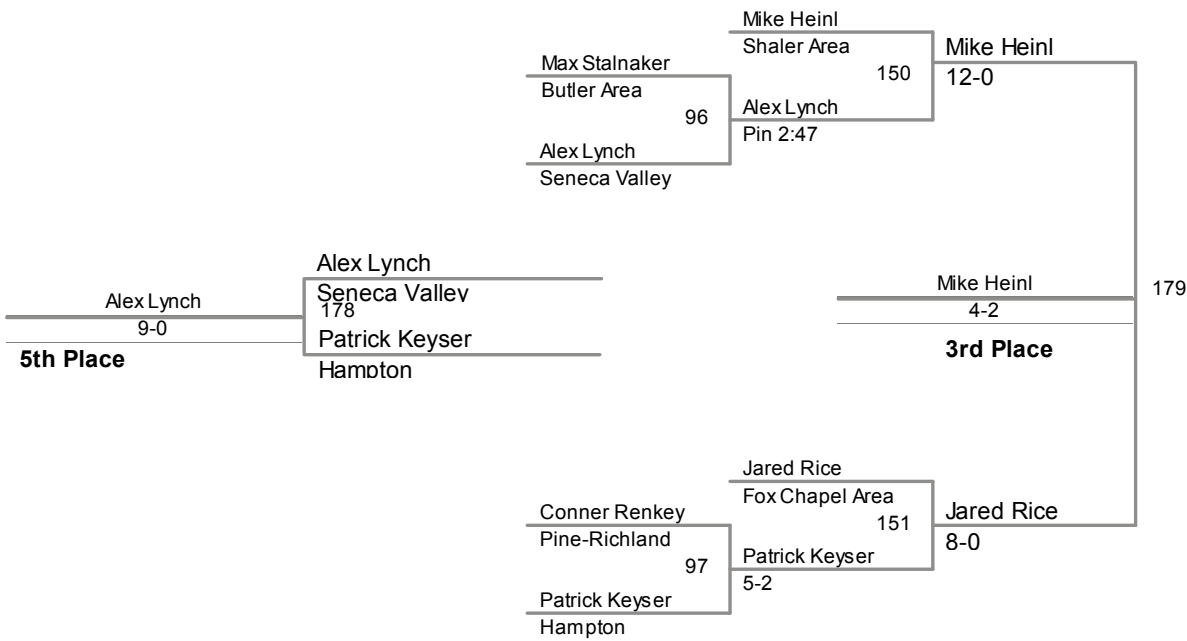 Mike Heinl
Shaler Area
Mike Heinl
150
12-0
Max Stalnaker
Butler Area
96
Alex Lynch
Pin 2:47
Alex Lynch
Seneca Valley
Alex Lynch
Seneca Valley
178
Alex Lynch
9-0
5th Place
Patrick Keyser
Hampton
Mike Heinl
4-2
3rd Place
179
Jared Rice
Fox Chapel Area
151
Jared Rice
8-0
Conner Renkey
Pine-Richland
97
Patrick Keyser
5-2
Patrick Keyser
Hampton